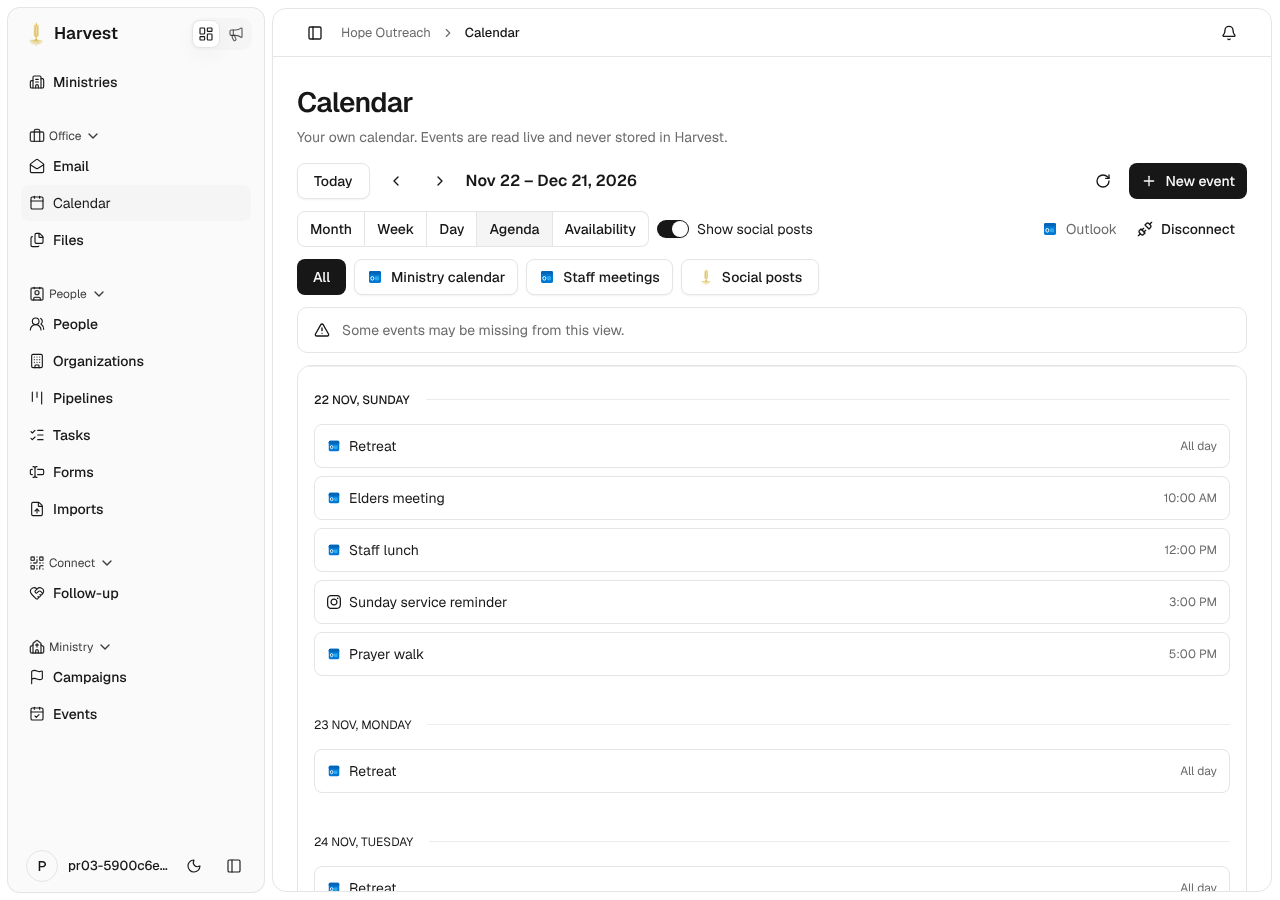 Harvest
Ministries
Office
Email
Calendar
Files
People
People
Organizations
Pipelines
Tasks
Forms
Imports
Connect
Follow-up
Ministry
Campaigns
Events
P pr03-5900c6e...
Hope Outreach > Calendar
Calendar
Your own calendar. Events are read live and never stored in Harvest.
Today Nov 22 – Dec 21, 2026 New event
Month Week Day Agenda Availability Show social posts Outlook Disconnect
All Ministry calendar Staff meetings Social posts
Some events may be missing from this view.
22 NOV, SUNDAY
Retreat All day
Elders meeting 10:00 AM
Staff lunch 12:00 PM
Sunday service reminder 3:00 PM
Prayer walk 5:00 PM
23 NOV, MONDAY
Retreat All day
24 NOV, TUESDAY
Retreat All day